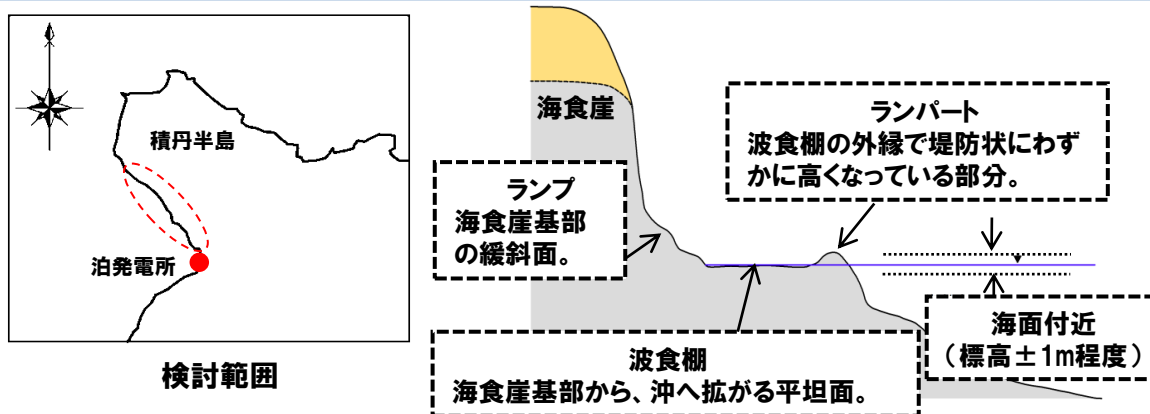 積丹半島
泊発電所
検討範囲
海食崖
ランプ
海食崖基部
の緩斜面。
ランパート
波食棚の外縁で堤防状にわず
かに高くなっている部分。
海面付近
（標高±1m程度）
波食棚
海食崖基部から、沖へ拡がる平坦面。